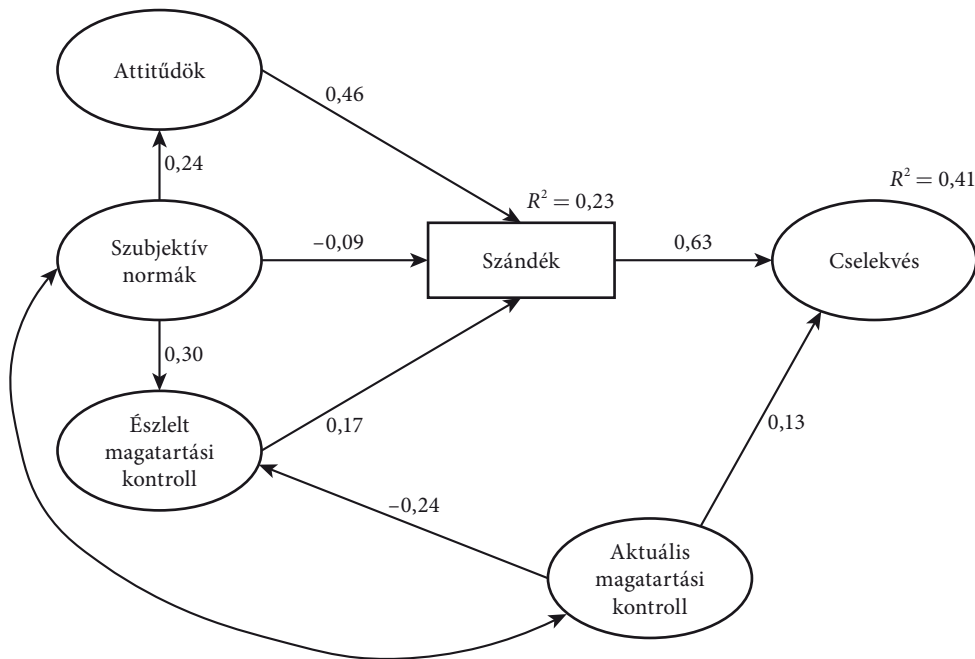 Attitűdök
0,46
0,24
R² = 0,23
R² = 0,41
Szubjektív
normák
–0,09
Szándék
0,63
Cselekvés
0,30
Észlelt
magatartási
kontroll
0,17
0,13
–0,24
Aktuális
magatartási
kontroll